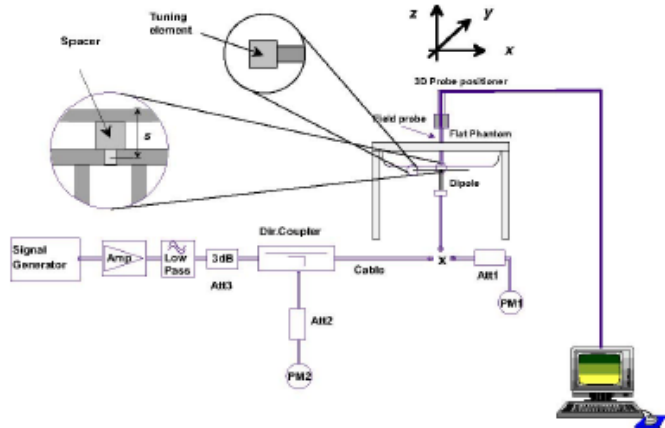 Tuning
element
Spacer
s
z
y
x
3D Probe positioner
Field probe
Flat Phantom
Dipole
Signal
Generator
Amp
Low
Pass
3dB
Att3
Dir.Coupler
Cable
x
Att1
PM1
Att2
PM2